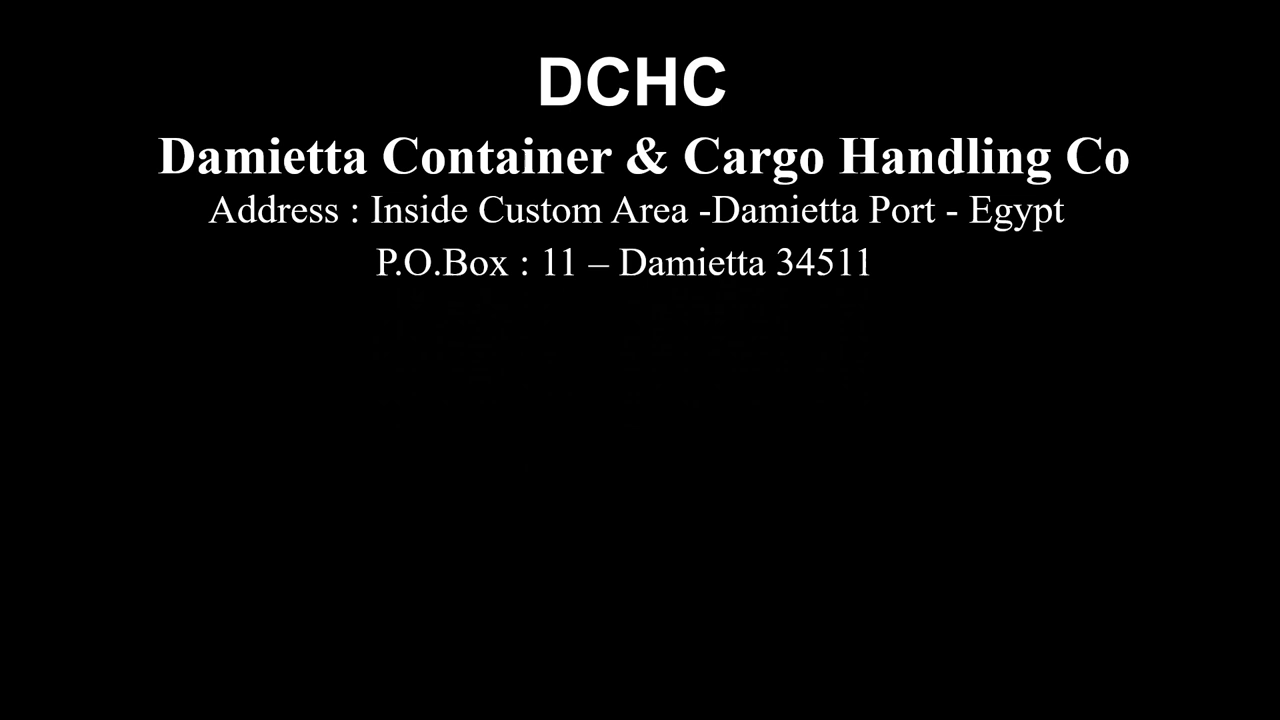 DCHC
Damietta Container & Cargo Handling Co
Address : Inside Custom Area -Damietta Port - Egypt
P.O.Box : 11 – Damietta 34511